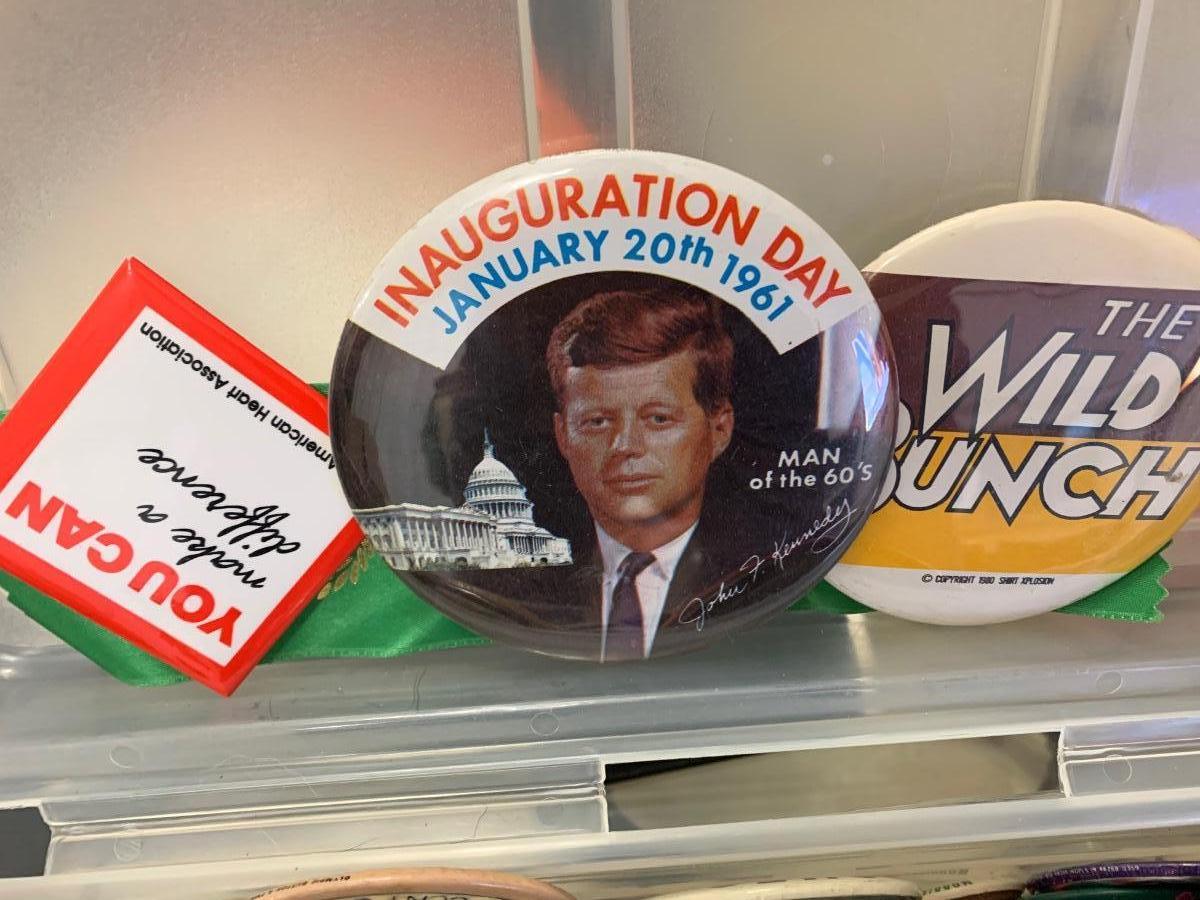 INAUGURATION DAY
JANUARY 20th 1961
MAN
of the 60'S
John F. Kennedy
YOU CAN
make a
difference
American Heart Association
THE
WILD
BUNCH
© COPYRIGHT 1980 SHIRT XPLOSION